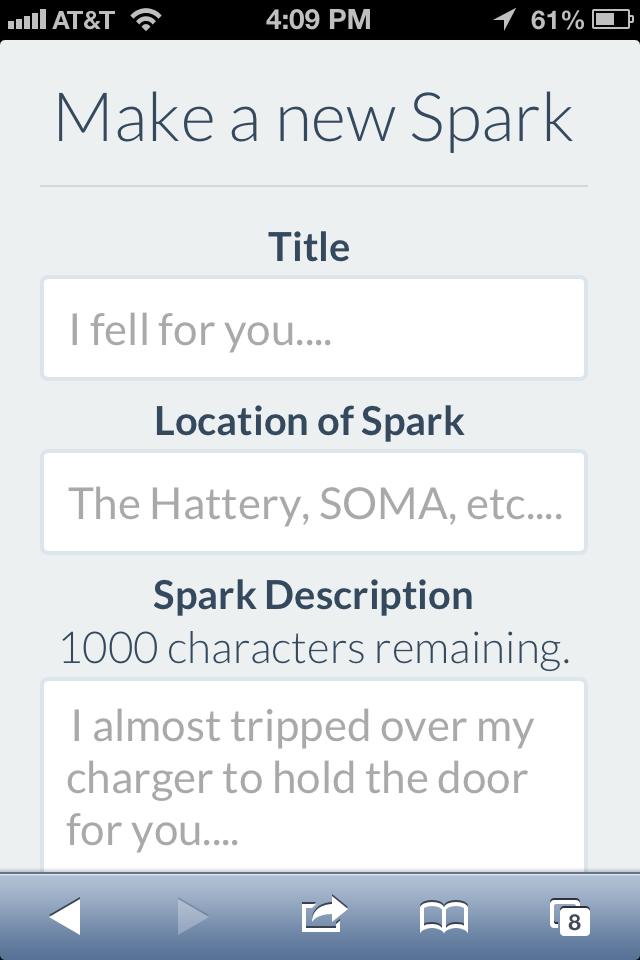 AT&T 4:09 PM 61%
Make a new Spark
Title
I fell for you....
Location of Spark
The Hattery, SOMA, etc....
Spark Description
1000 characters remaining.
I almost tripped over my
charger to hold the door
for you....
8